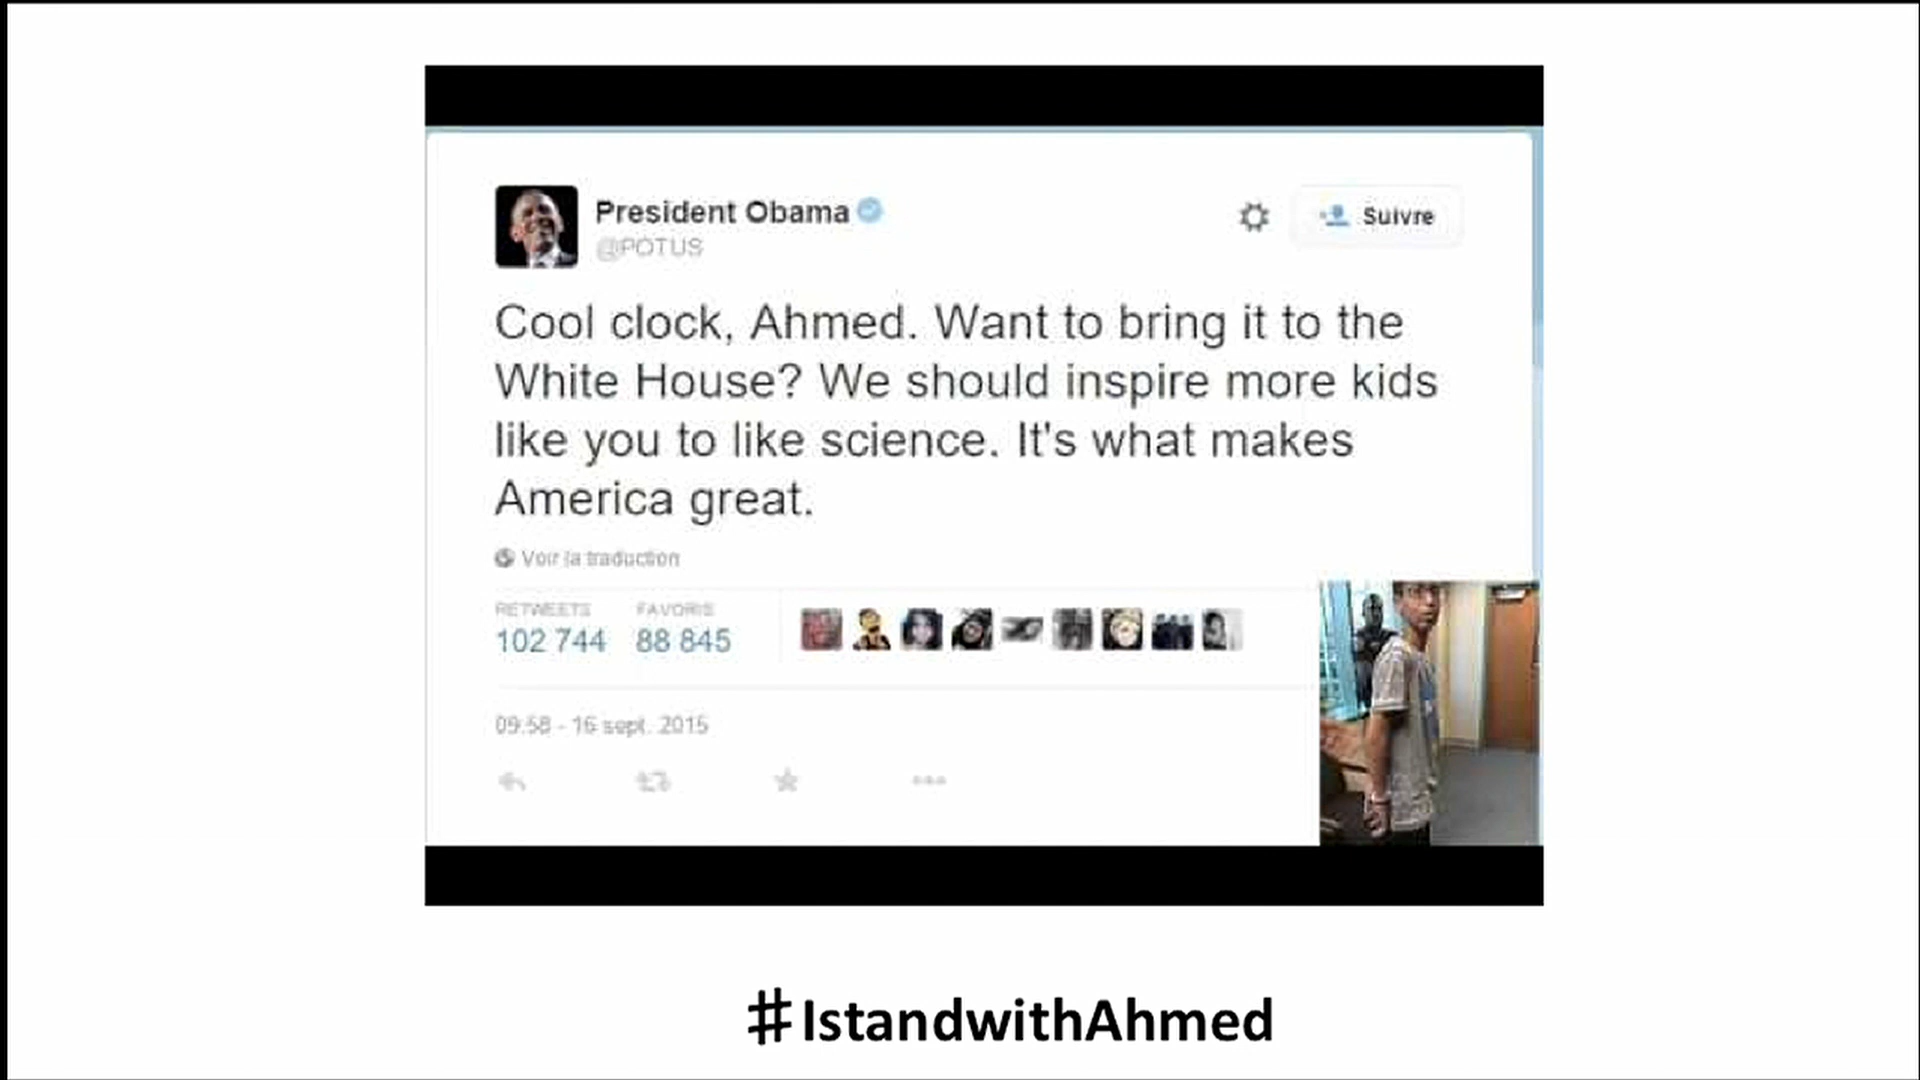 President Obama
@POTUS
Suivre
Cool clock, Ahmed. Want to bring it to the
White House? We should inspire more kids
like you to like science. It's what makes
America great.
Voir la traduction
RETWEETS FAVORIS
102 744 88 845
09:58 - 16 sept. 2015
#IstandwithAhmed